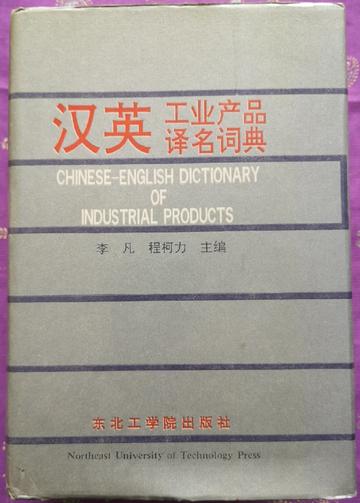 汉英 工业产品
译名词典
CHINESE-ENGLISH DICTIONARY
OF
INDUSTRIAL PRODUCTS
李 凡 程柯力 主编
东北工学院出版社
Northeast University of Technology Press